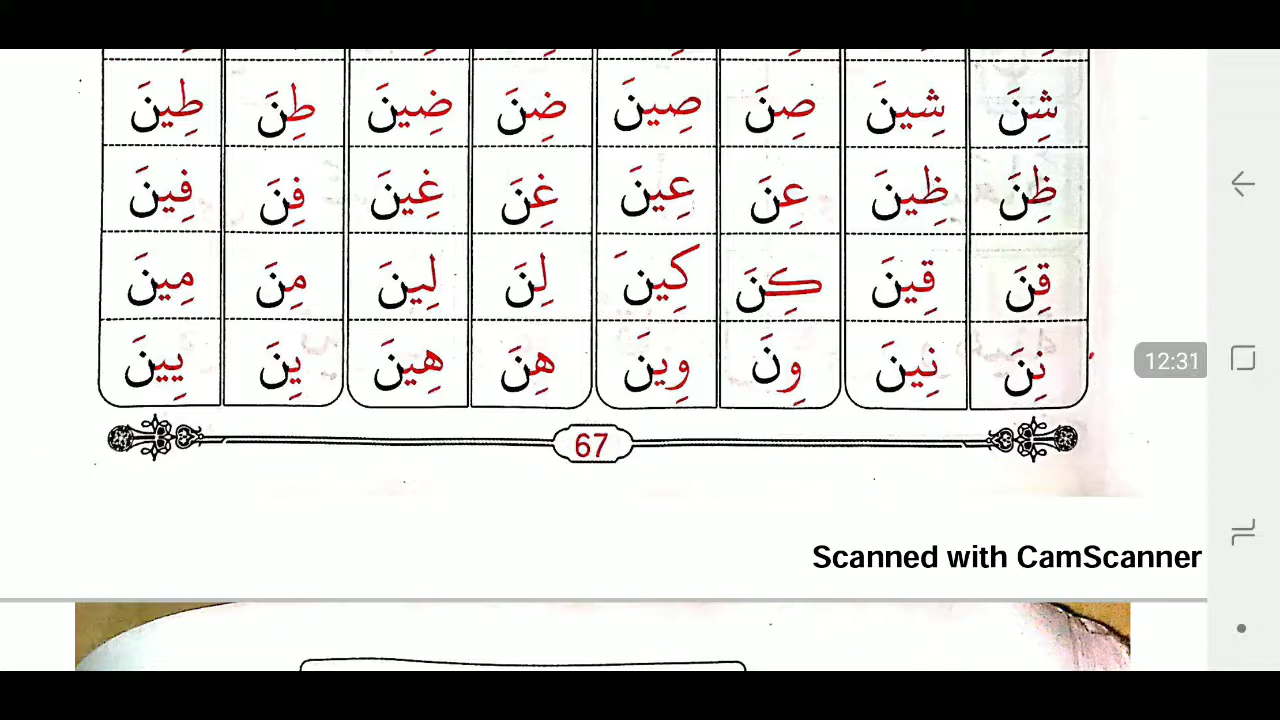 شِنَ شِينَ صِنَ صِينَ ضِنَ ضِينَ طِنَ طِينَ
ظِنَ ظِينَ عِنَ عِينَ غِنَ غِينَ فِنَ فِينَ
قِنَ قِينَ كِنَ كِينَ لِنَ لِينَ مِنَ مِينَ
نِنَ نِينَ وِنَ وِينَ هِنَ هِينَ يِنَ يِينَ
67
12:31
Scanned with CamScanner